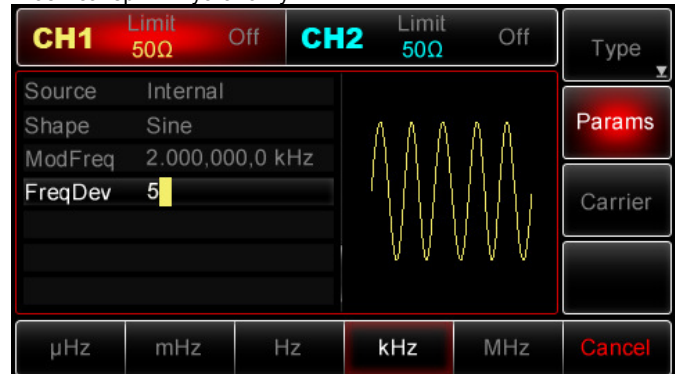 CH1 Limit 50Ω Off CH2 Limit 50Ω Off Type
Source Internal
Shape Sine
ModFreq 2.000,000,0 kHz
FreqDev 5
Params
Carrier
µHz mHz Hz kHz MHz Cancel